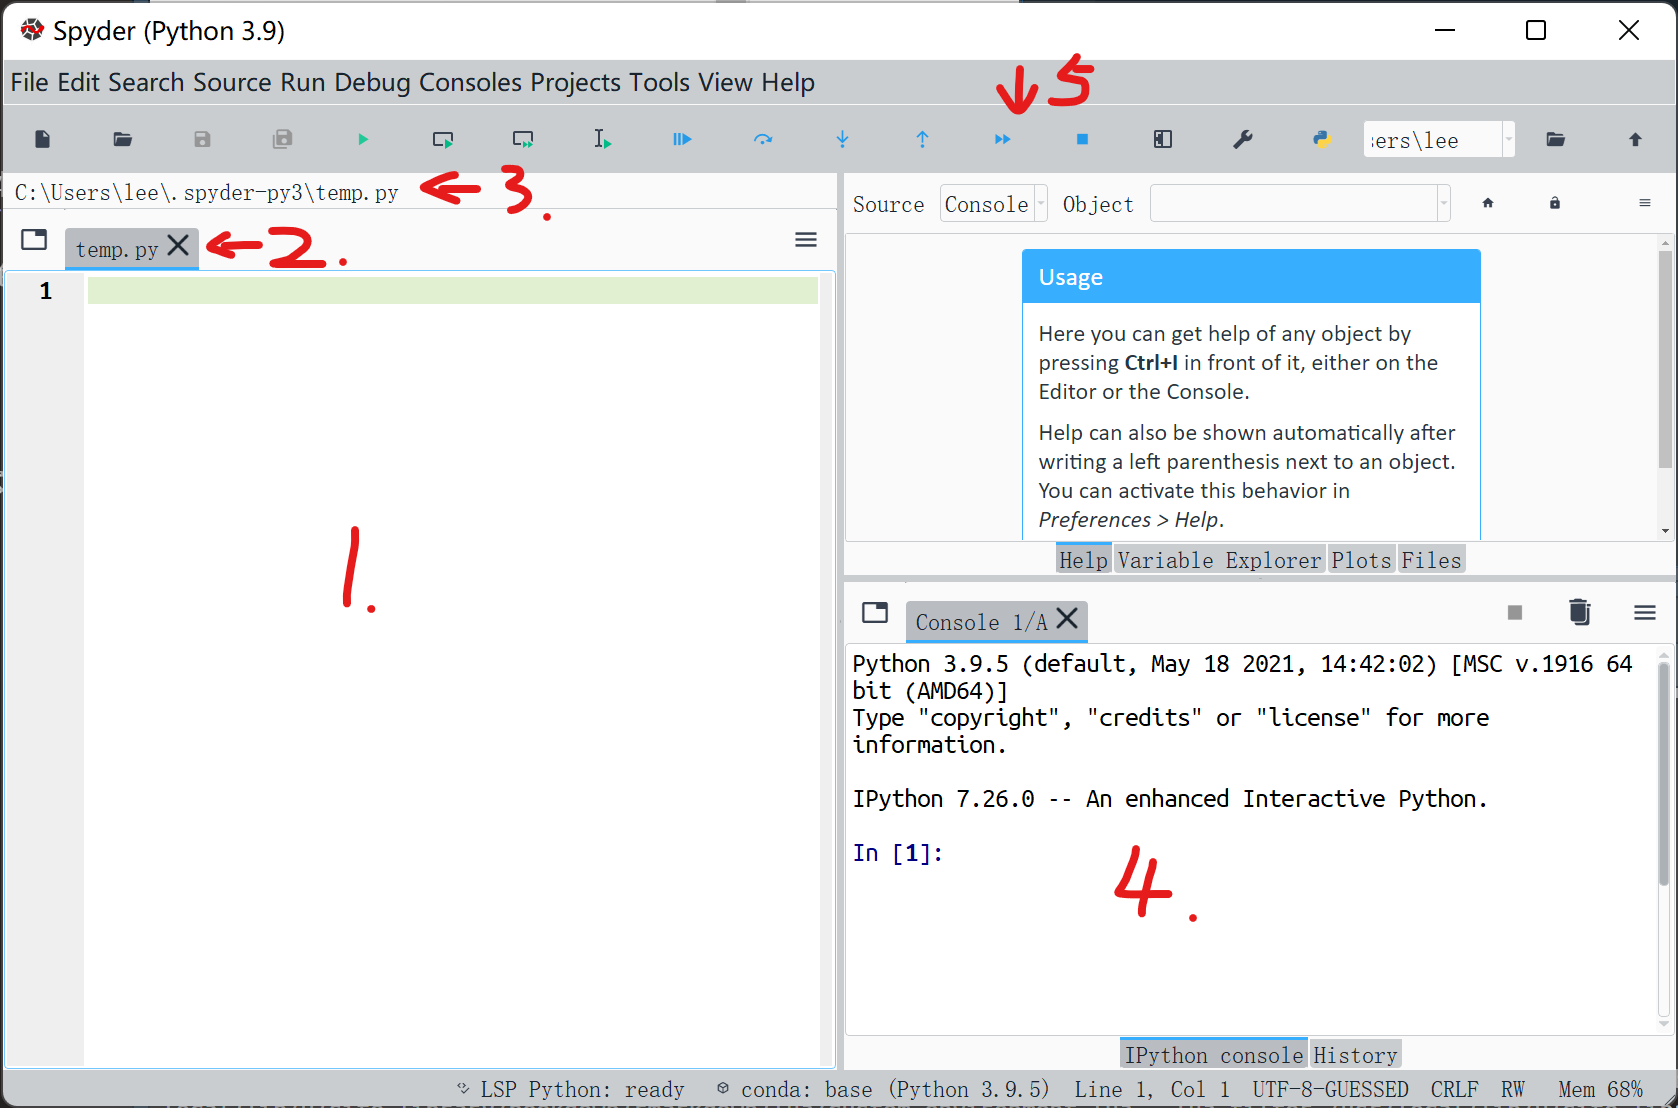 Spyder (Python 3.9)
File Edit Search Source Run Debug Consoles Projects Tools View Help
5
sers\lee
C:\Users\lee\.spyder-py3\temp.py
3.
Source Console Object
temp.py
2.
1
Usage
Here you can get help of any object by
pressing Ctrl+I in front of it, either on the
Editor or the Console.
Help can also be shown automatically after
writing a left parenthesis next to an object.
You can activate this behavior in
Preferences > Help.
1.
Help Variable Explorer Plots Files
Console 1/A
Python 3.9.5 (default, May 18 2021, 14:42:02) [MSC v.1916 64
bit (AMD64)]
Type "copyright", "credits" or "license" for more
information.
IPython 7.26.0 -- An enhanced Interactive Python.
In [1]:
4.
IPython console History
LSP Python: ready conda: base (Python 3.9.5) Line 1, Col 1 UTF-8-GUESSED CRLF RW Mem 68%